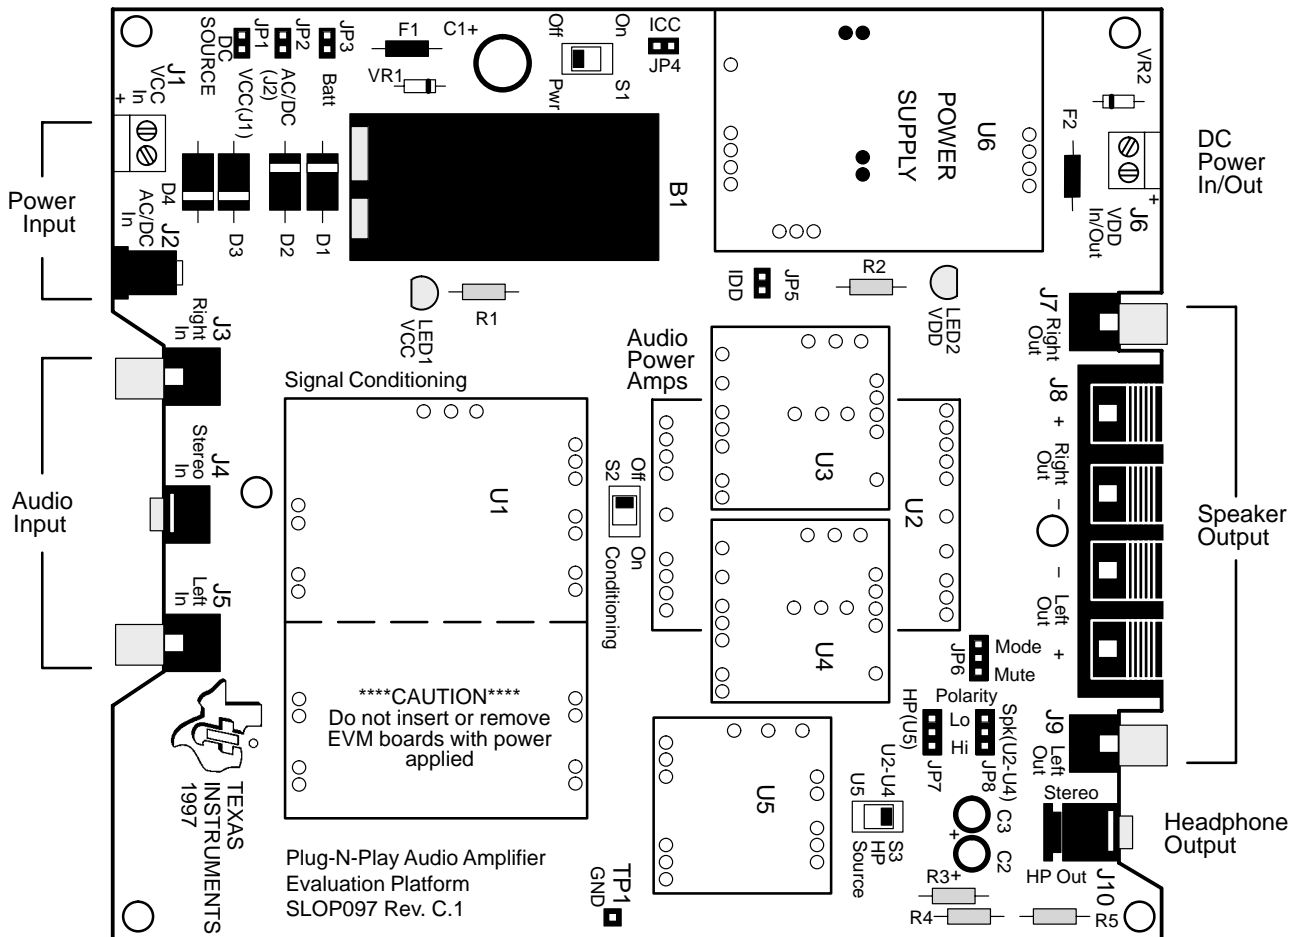 SOURCE
DC
JP1
JP2
JP3
F1
C1+
Off
On
ICC
JP4
VR1
VR2
J1
VCC
In
+
VCC(J1)
AC/DC
(J2)
Batt
Pwr
S1
U6
POWER
SUPPLY
F2
DC
Power
In/Out
Power
Input
D4
AC/DC
In
J2
D3
D2
D1
B1
+
J6
VDD
In/Out
J3
Right
In
LED1
VCC
R1
IDD
JP5
R2
LED2
VDD
J7
Right
Out
Audio
Power
Amps
Signal Conditioning
J8
+
Right
Out
−
J4
Stereo
In
Audio
Input
U1
S2
Off
On
Conditioning
U3
U2
Speaker
Output
−
Left
Out
+
J5
Left
In
U4
JP6
Mode
Mute
****CAUTION****
Do not insert or remove
EVM boards with power
applied
Polarity
HP(U5)
Lo
Hi
JP7
Spk(U2-U4)
JP8
J9
Left
Out
TEXAS
INSTRUMENTS
1997
U5
U2-U4
U5
S3
HP
Source
C3
+
C2
Stereo
Headphone
Output
HP Out
J10
Plug-N-Play Audio Amplifier
Evaluation Platform
SLOP097 Rev. C.1
TP1
GND
R3+
R4
R5